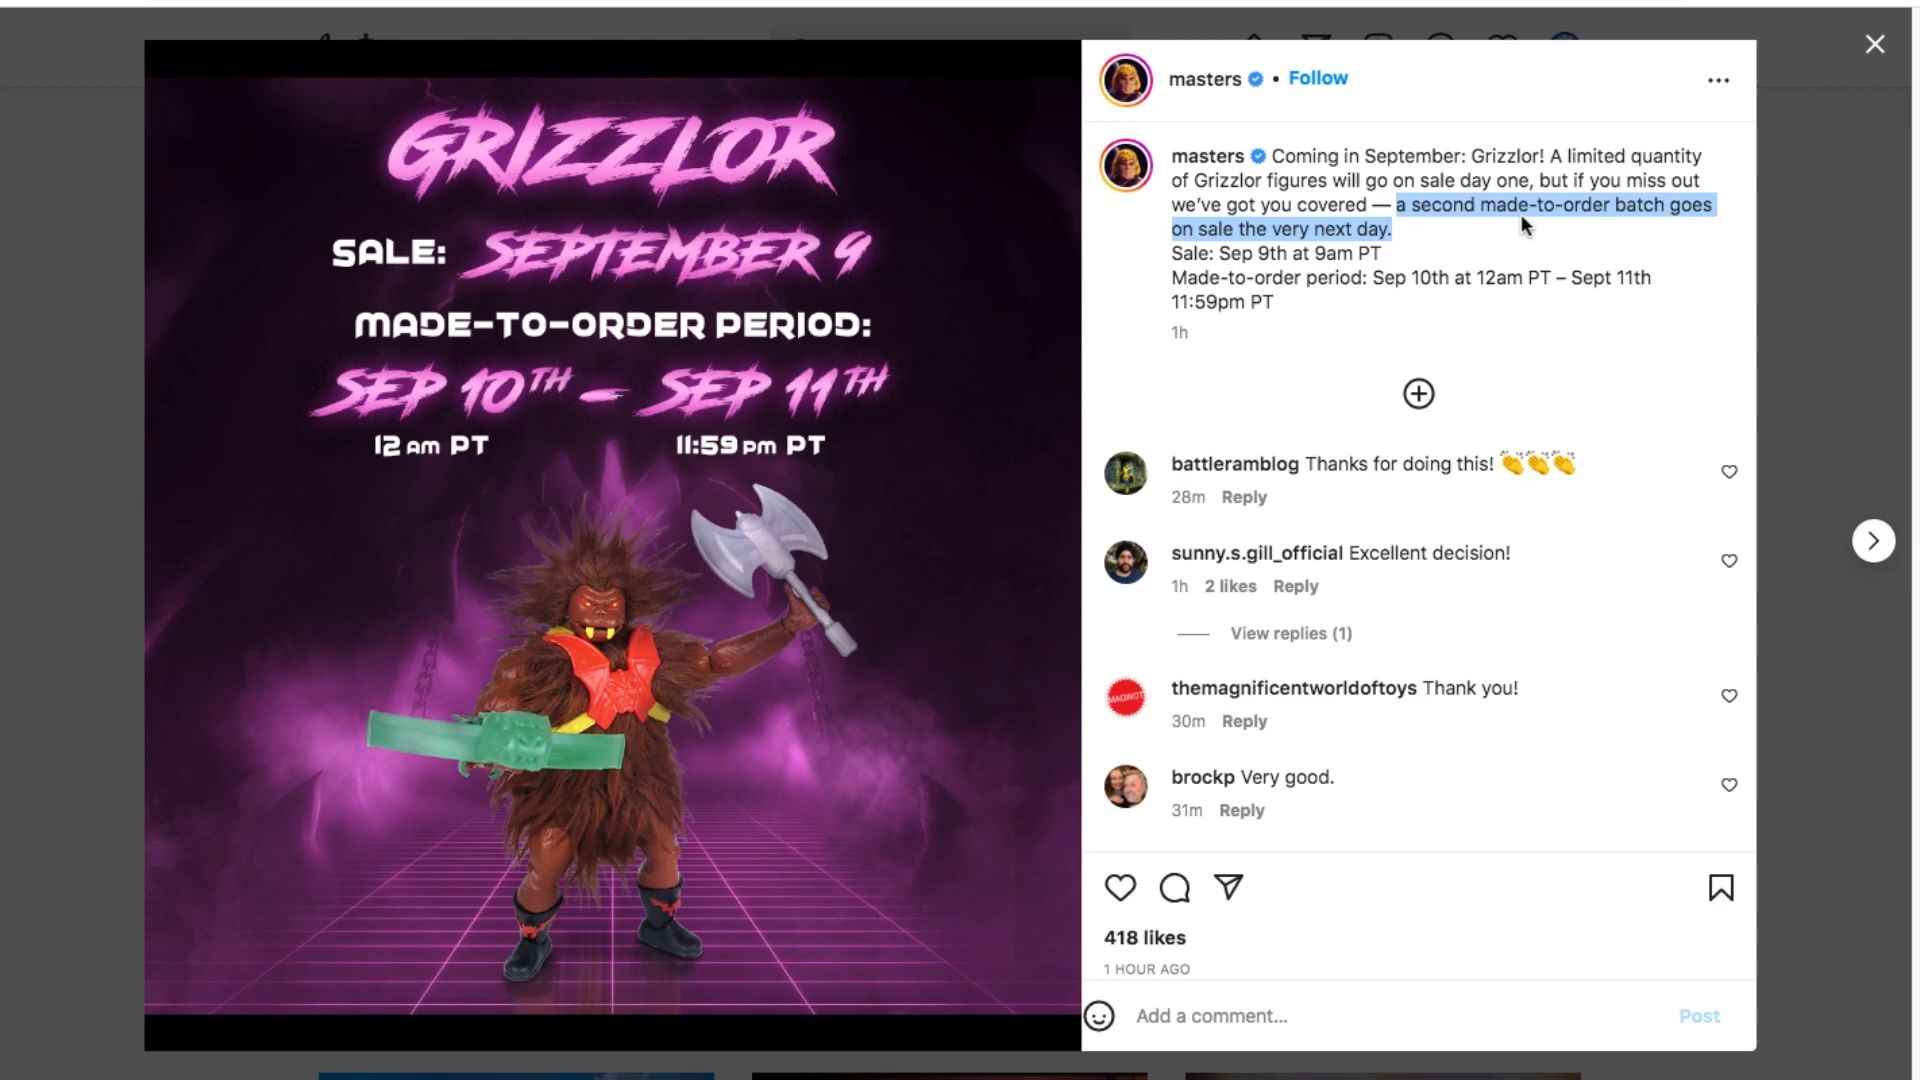 GRIZZLOR
SALE: SEPTEMBER 9
MADE-TO-ORDER PERIOD:
SEP 10TH – SEP 11TH
12 AM PT 11:59 PM PT
masters • Follow
masters Coming in September: Grizzlor! A limited quantity
of Grizzlor figures will go on sale day one, but if you miss out
we’ve got you covered — a second made-to-order batch goes
on sale the very next day.
Sale: Sep 9th at 9am PT
Made-to-order period: Sep 10th at 12am PT – Sept 11th
11:59pm PT
1h
battleramblog Thanks for doing this! 👏👏👏
28m Reply
sunny.s.gill_official Excellent decision!
1h 2 likes Reply
View replies (1)
MAGWOT
themagnificentworldoftoys Thank you!
30m Reply
brockp Very good.
31m Reply
418 likes
1 HOUR AGO
Add a comment... Post